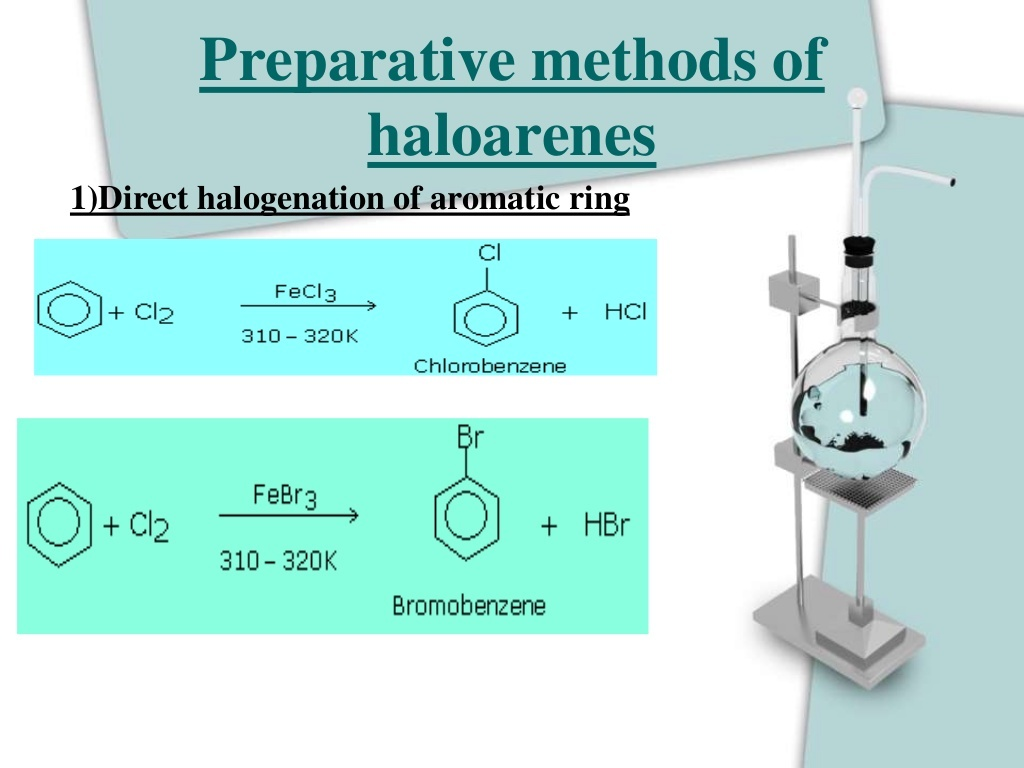 Preparative methods of
haloarenes
1)Direct halogenation of aromatic ring
Cl
+ Cl2 FeCl3 + HCl
310 – 320K
Chlorobenzene
Br
+ Cl2 FeBr3 + HBr
310 – 320K
Bromobenzene